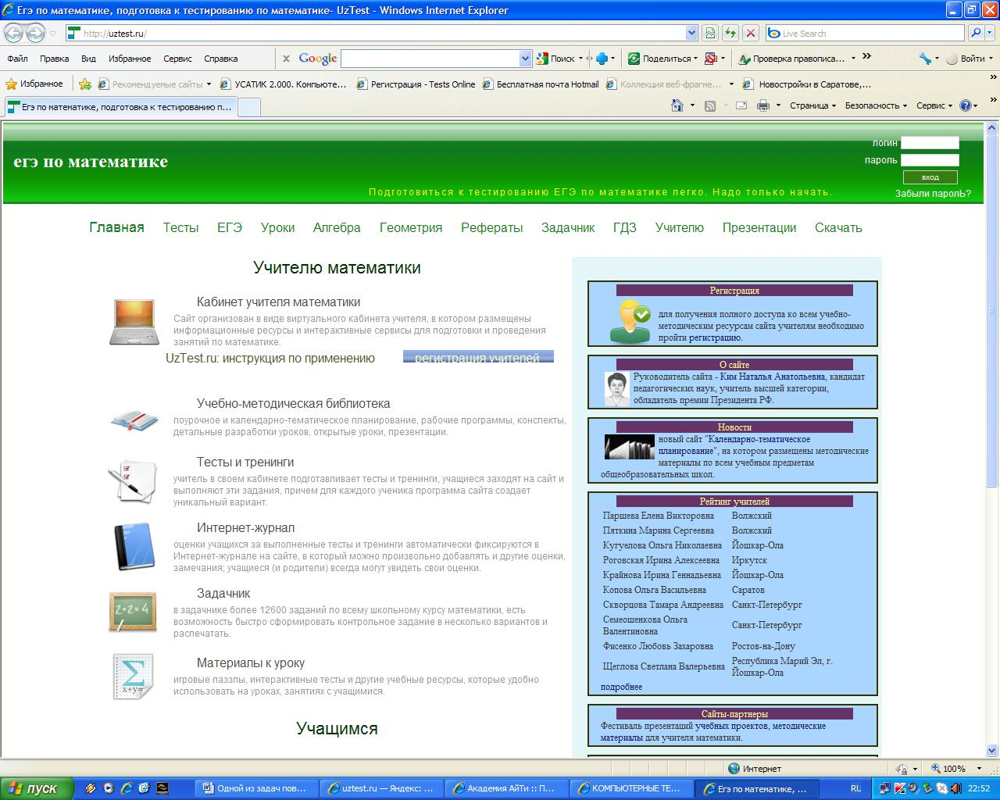 Егэ по математике, подготовка к тестированию по математике- UzTest - Windows Internet Explorer
http://uztest.ru/
Live Search
Файл Правка Вид Избранное Сервис Справка
x Google Поиск Поделиться Проверка правописа... Войти
Избранное Рекомендуемые сайты УСАТИК 2.000. Компьюте... Регистрация - Tests Online Бесплатная почта Hotmail Коллекция веб-фрагме... Новостройки в Саратове,...
Егэ по математике, подготовка к тестированию п...
Страница Безопасность Сервис
логин
егэ по математике
пароль
вход
Подготовиться к тестированию ЕГЭ по математике легко. Надо только начать.
Забыли паролЬ?
Главная Тесты ЕГЭ Уроки Алгебра Геометрия Рефераты Задачник ГДЗ Учителю Презентации Скачать
Учителю математики
Кабинет учителя математики
Сайт организован в виде виртуального кабинета учителя, в котором размещены
информационные ресурсы и интерактивные сервисы для подготовки и проведения
занятий по математике.
UzTest.ru: инструкция по применению
регистрация учителей
Учебно-методическая библиотека
поурочное и календарно-тематическое планирование, рабочие программы, конспекты,
детальные разработки уроков, открытые уроки, презентации.
Тесты и тренинги
учитель в своем кабинете подготавливает тесты и тренинги, учащиеся заходят на сайт и
выполняют эти задания, причем для каждого ученика программа сайта создает
уникальный вариант.
Интернет-журнал
оценки учащихся за выполненные тесты и тренинги автоматически фиксируются в
Интернет-журнале на сайте, в который можно произвольно добавлять и другие оценки,
замечания; учащиеся (и родители) всегда могут увидеть свои оценки.
2+2=4
Задачник
в задачнике более 12600 заданий по всему школьному курсу математики, есть
возможность быстро сформировать контрольное задание в несколько вариантов и
распечатать.
Σ
x+y=
Материалы к уроку
игровые паззлы, интерактивные тесты и другие учебные ресурсы, которые удобно
использовать на уроках, занятиях с учащимися.
Учащимся
Регистрация
для получения полного доступа ко всем учебно-
методическим ресурсам сайта учителям необходимо
пройти регистрацию.
О сайте
Руководитель сайта - Ким Наталья Анатольевна, кандидат
педагогических наук, учитель высшей категории,
обладатель премии Президента РФ.
Новости
новый сайт "Календарно-тематическое
планирование", на котором размещены методические
материалы по всем учебным предметам
общеобразовательных школ.
Рейтинг учителей
Паршева Елена Викторовна Волжский
Пяткина Марина Сергеевна Волжский
Кугуелова Ольга Николаевна Йошкар-Ола
Роговская Ирина Алексеевна Иркутск
Крайнова Ирина Геннадьевна Йошкар-Ола
Копова Ольга Васильевна Саратов
Скворцова Тамара Андреевна Санкт-Петербург
Семеошенкова Ольга
Валентиновна Санкт-Петербург
Фисенко Любовь Захаровна Ростов-на-Дону
Щеглова Светлана Валерьевна Республика Марий Эл, г.
Йошкар-Ола
подробнее
Сайты-партнеры
Фестиваль презентаций учебных проектов, методические
материалы для учителя математики.
Интернет 100%
пуск Одной из задач пов... uztest.ru — Яндекс: ... Академия АйТи :: П... КОМПЬЮТЕРНЫЕ ТЕ... Егэ по математике, ... RU 22:52